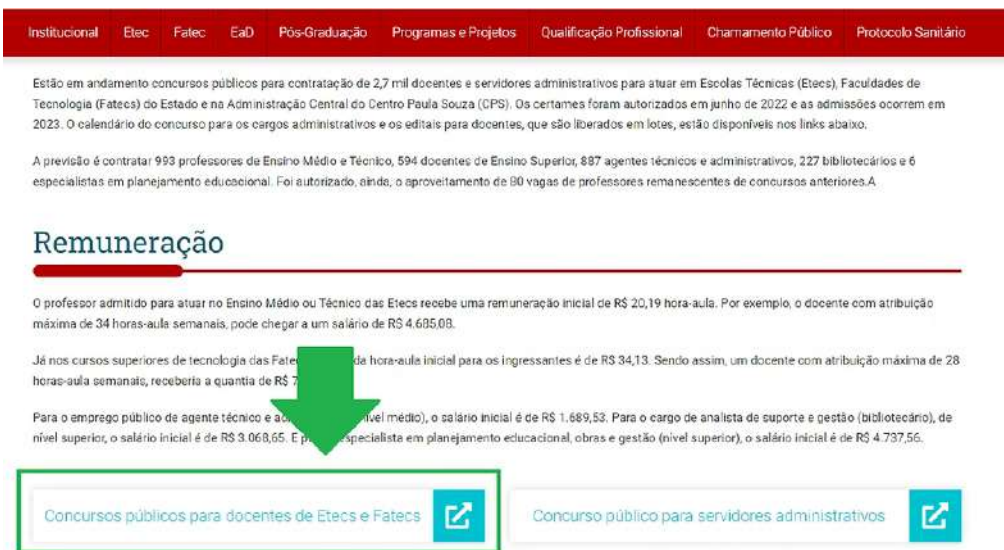 Institucional Etec Fatec EaD Pós-Graduação Programas e Projetos Qualificação Profissional Chamamento Público Protocolo Sanitário
Estão em andamento concursos públicos para contratação de 2,7 mil docentes e servidores administrativos para atuar em Escolas Técnicas (Etecs), Faculdades de
Tecnologia (Fatecs) do Estado e na Administração Central do Centro Paula Souza (CPS). Os certames foram autorizados em junho de 2022 e as admissões ocorrem em
2023. O calendário do concurso para os cargos administrativos e os editais para docentes, que são liberados em lotes, estão disponíveis nos links abaixo.
A previsão é contratar 993 professores de Ensino Médio e Técnico, 594 docentes de Ensino Superior, 887 agentes técnicos e administrativos, 227 bibliotecários e 6
especialistas em planejamento educacional. Foi autorizado, ainda, o aproveitamento de 80 vagas de professores remanescentes de concursos anteriores.A
Remuneração
O professor admitido para atuar no Ensino Médio ou Técnico das Etecs recebe uma remuneração inicial de R$ 20,19 hora-aula. Por exemplo, o docente com atribuição
máxima de 34 horas-aula semanais, pode chegar a um salário de R$ 4.685,08.
Já nos cursos superiores de tecnologia das Fatec da hora-aula inicial para os ingressantes é de R$ 34,13. Sendo assim, um docente com atribuição máxima de 28
horas-aula semanais, receberia a quantia de R$ 7
Para o emprego público de agente técnico e médio), o salário inicial é de R$ 1.689,53. Para o cargo de analista de suporte e gestão (bibliotecário), de
nível superior, o salário inicial é de R$ 3.068,65. E especialista em planejamento educacional, obras e gestão (nível superior), o salário inicial é de R$ 4.737,56.
Concursos públicos para docentes de Etecs e Fatecs Concurso público para servidores administrativos